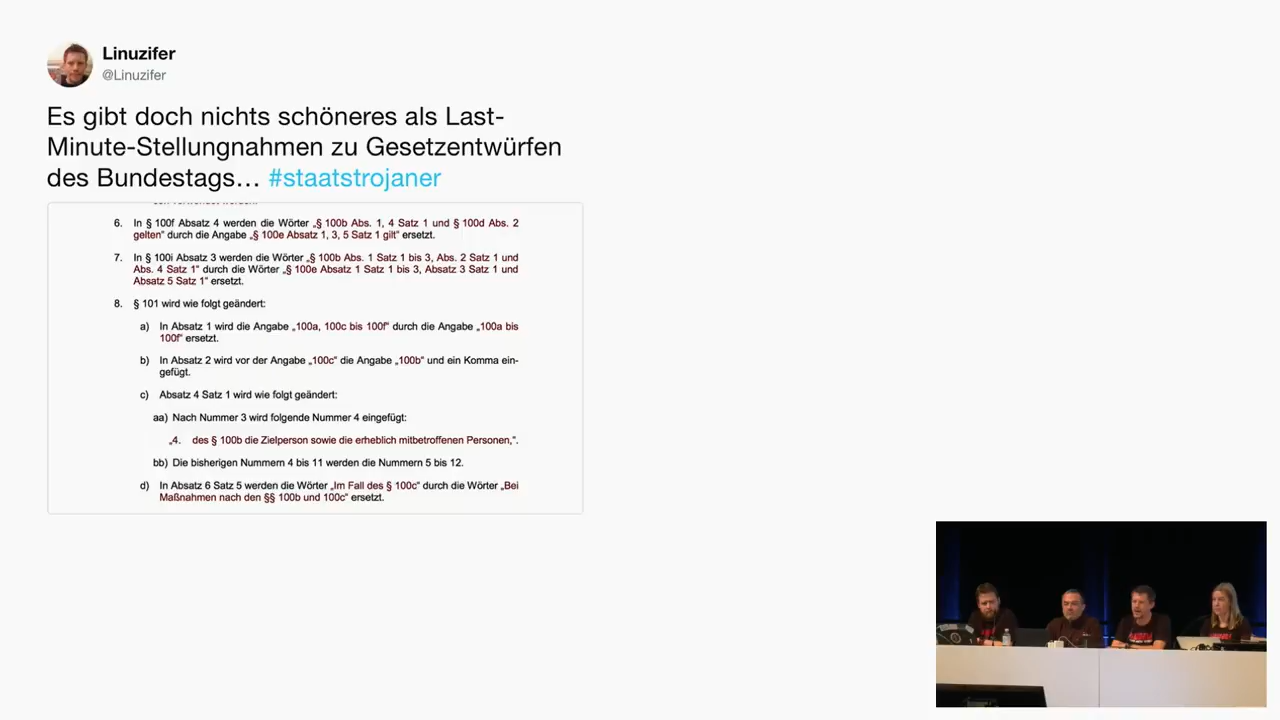 Linuzifer
@Linuzifer
Es gibt doch nichts schöneres als Last-
Minute-Stellungnahmen zu Gesetzentwürfen
des Bundestags… #staatstrojaner
6. In § 100f Absatz 4 werden die Wörter „§ 100b Abs. 1, 4 Satz 1 und § 100d Abs. 2
gelten“ durch die Angabe „§ 100e Absatz 1, 3, 5 Satz 1 gilt“ ersetzt.
7. In § 100i Absatz 3 werden die Wörter „§ 100b Abs. 1 Satz 1 bis 3, Abs. 2 Satz 1 und
Abs. 4 Satz 1“ durch die Wörter „§ 100e Absatz 1 Satz 1 bis 3, Absatz 3 Satz 1 und
Absatz 5 Satz 1“ ersetzt.
8. § 101 wird wie folgt geändert:
a) In Absatz 1 wird die Angabe „100a, 100c bis 100f“ durch die Angabe „100a bis
100f“ ersetzt.
b) In Absatz 2 wird vor der Angabe „100c“ die Angabe „100b“ und ein Komma ein-
gefügt.
c) Absatz 4 Satz 1 wird wie folgt geändert:
aa) Nach Nummer 3 wird folgende Nummer 4 eingefügt:
„4. des § 100b die Zielperson sowie die erheblich mitbetroffenen Personen,“.
bb) Die bisherigen Nummern 4 bis 11 werden die Nummern 5 bis 12.
d) In Absatz 6 Satz 5 werden die Wörter „Im Fall des § 100c“ durch die Wörter „Bei
Maßnahmen nach den §§ 100b und 100c“ ersetzt.